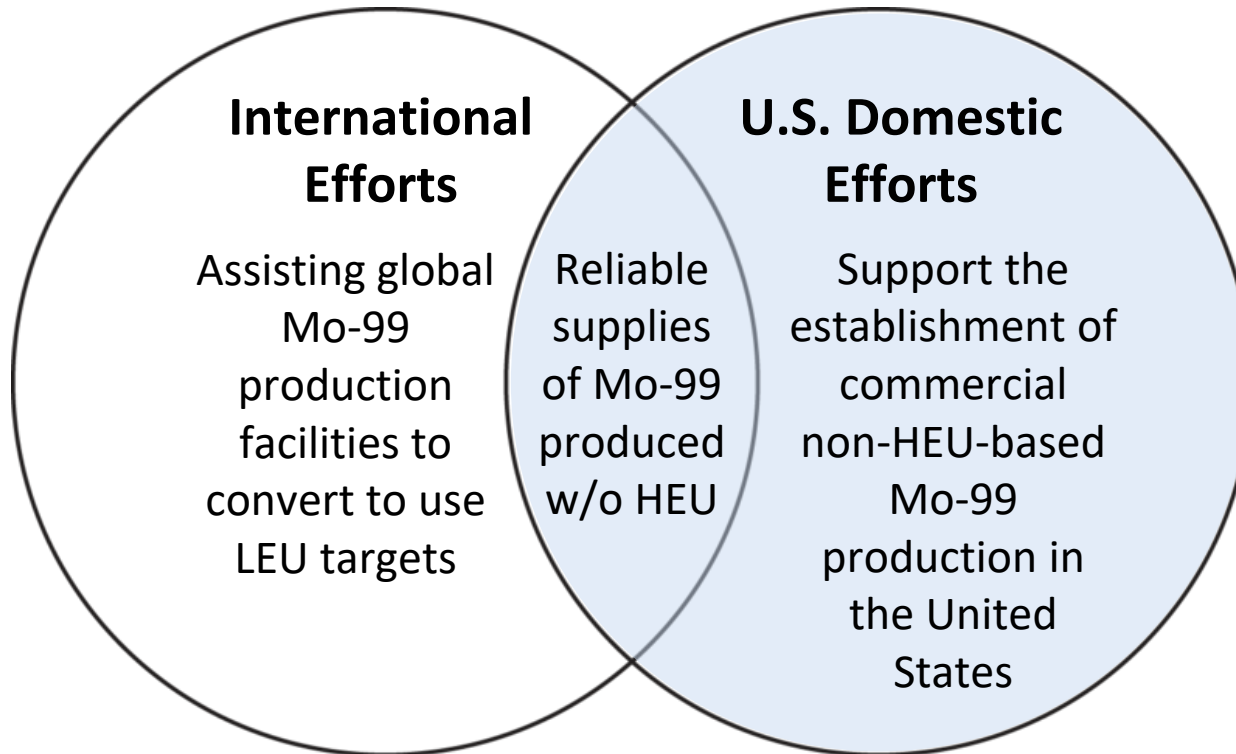 International
Efforts
Assisting global
Mo-99
production
facilities to
convert to use
LEU targets
Reliable
supplies
of Mo-99
produced
w/o HEU
U.S. Domestic
Efforts
Support the
establishment of
commercial
non-HEU-based
Mo-99
production in
the United
States